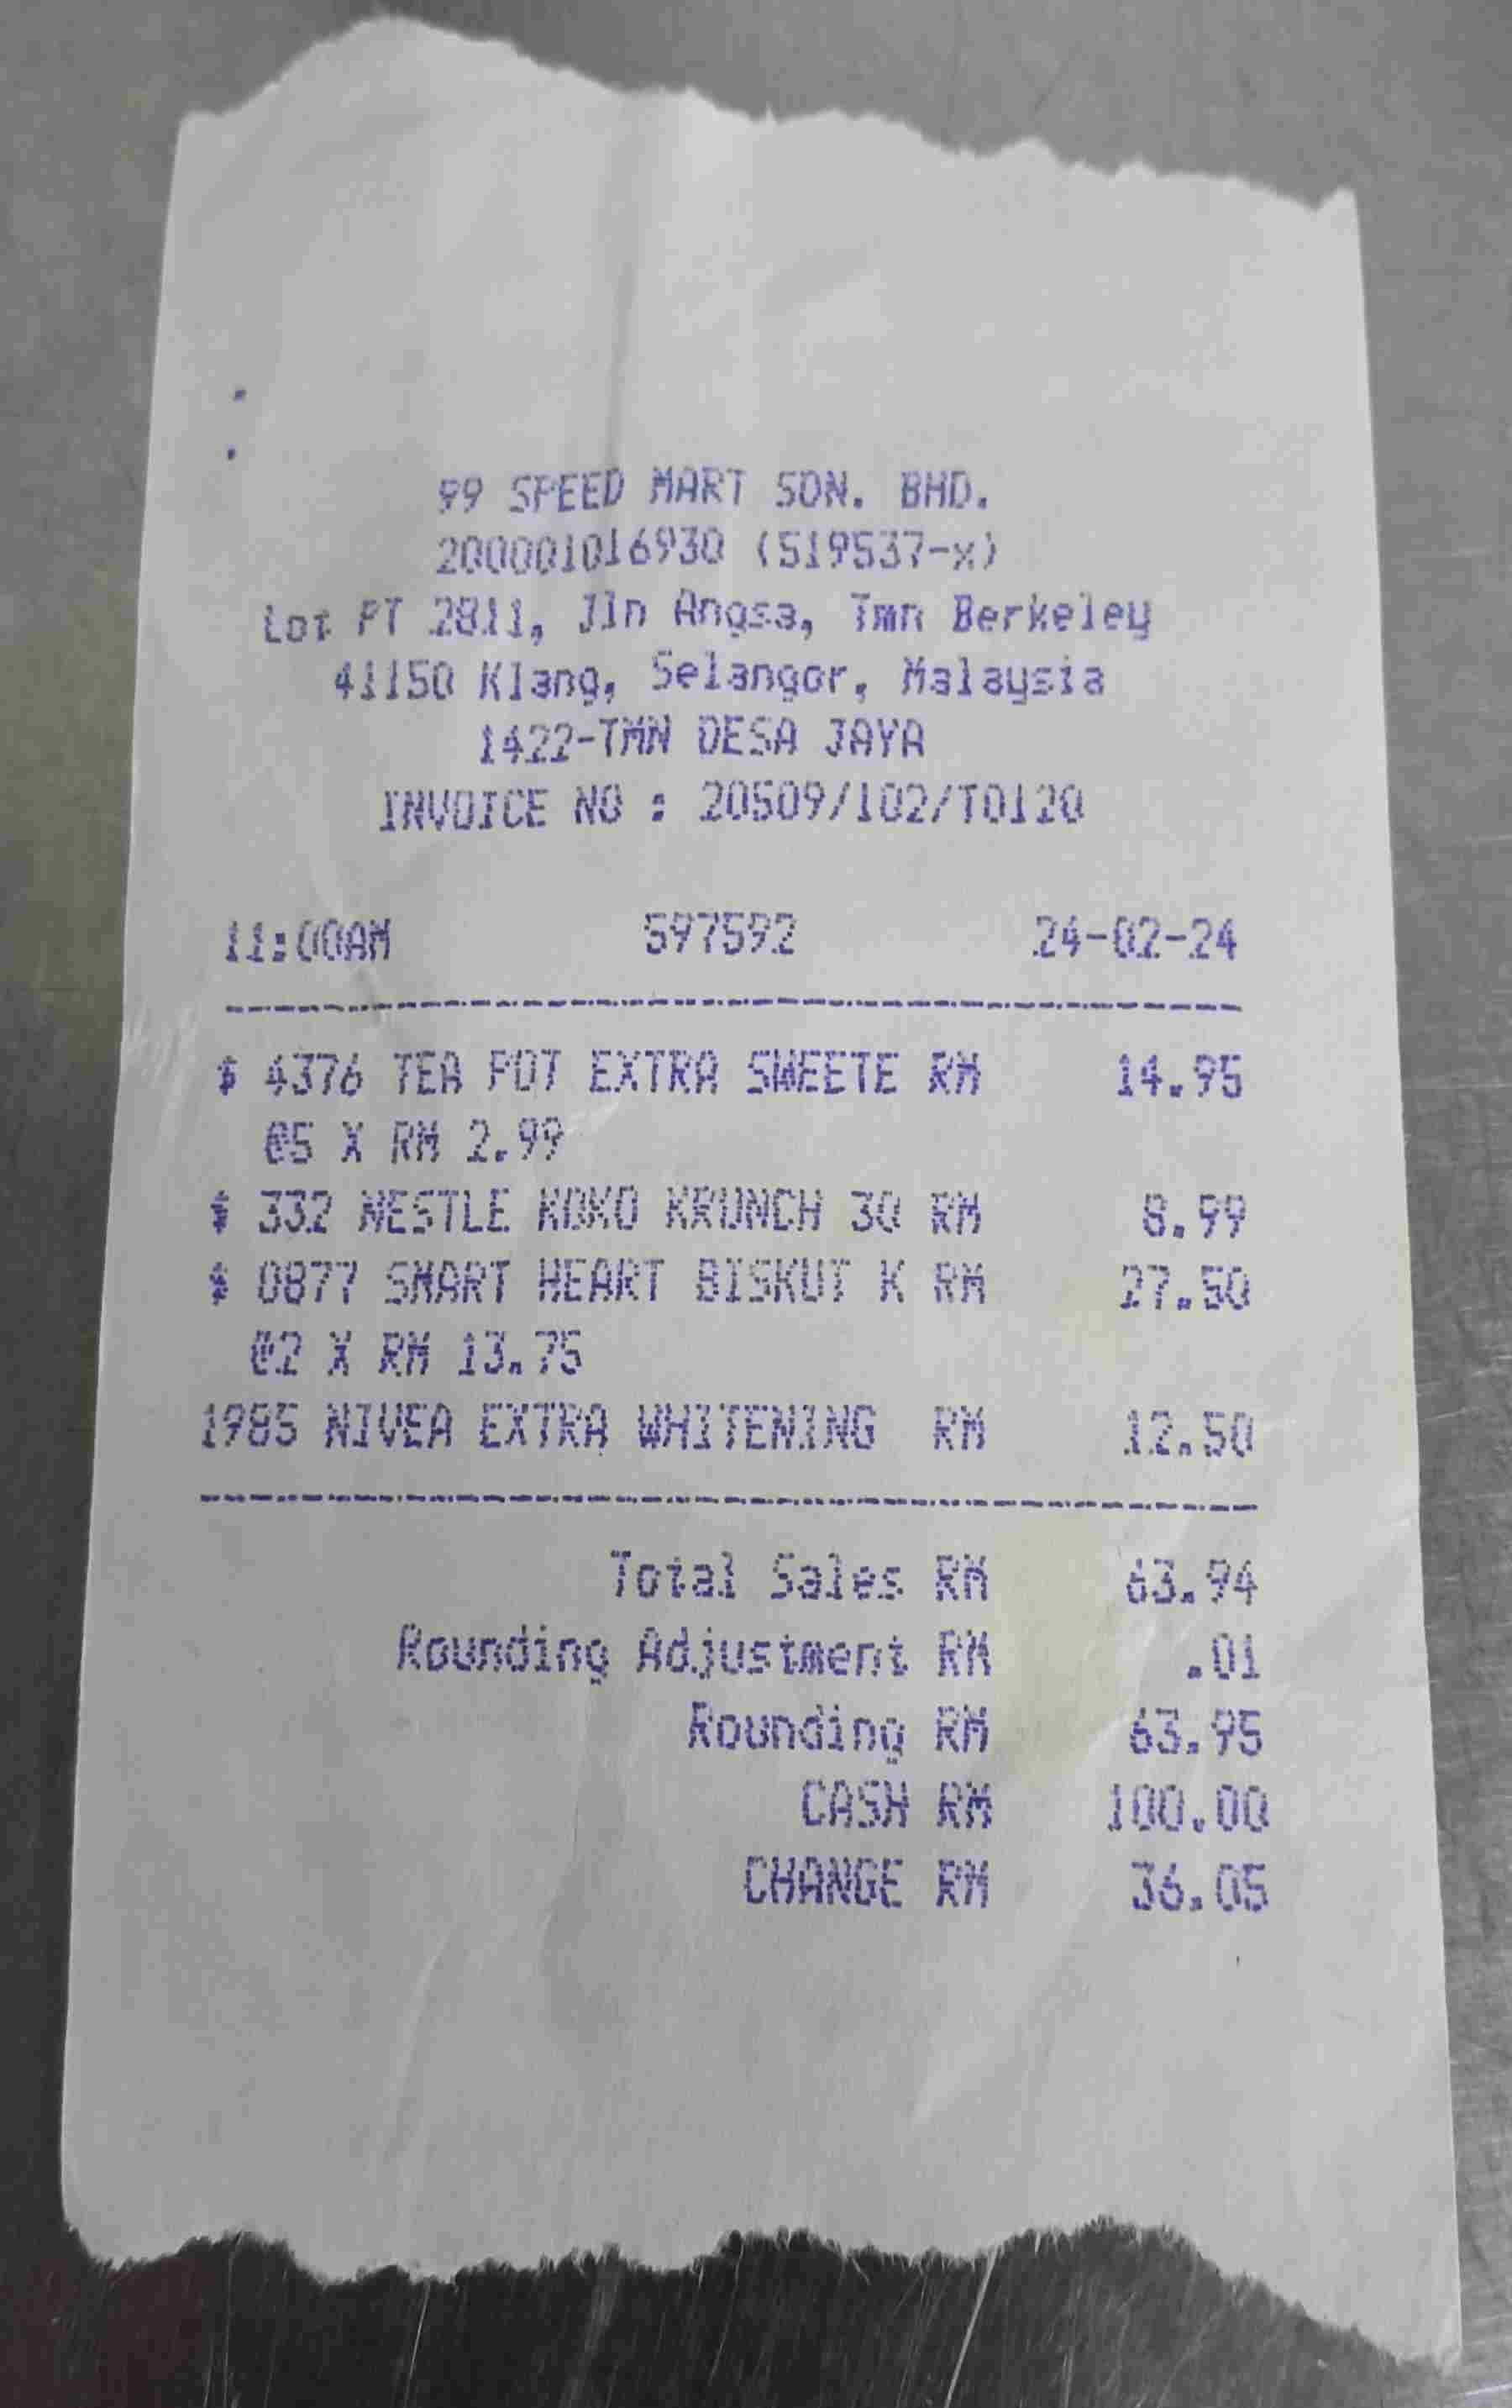 99 SPEED MART SDN. BHD.
200001016930 (519537-x)
Lot PT 2811, Jln Angsa, Tmn Berkeley
41150 Klang, Selangor, Malaysia
1422-TMN DESA JAYA
INVOICE NO : 20509/102/T0120
11:00AM 597592 24-02-24
$ 4376 TEA POT EXTRA SWEETE RM 14.95
@5 X RM 2.99
$ 332 NESTLE KOKO KRUNCH 30 RM 8.99
$ 0877 SMART HEART BISKUT K RM 27.50
@2 X RM 13.75
1985 NIVEA EXTRA WHITENING RM 12.50
Total Sales RM 63.94
Rounding Adjustment RM .01
Rounding RM 63.95
CASH RM 100.00
CHANGE RM 36.05